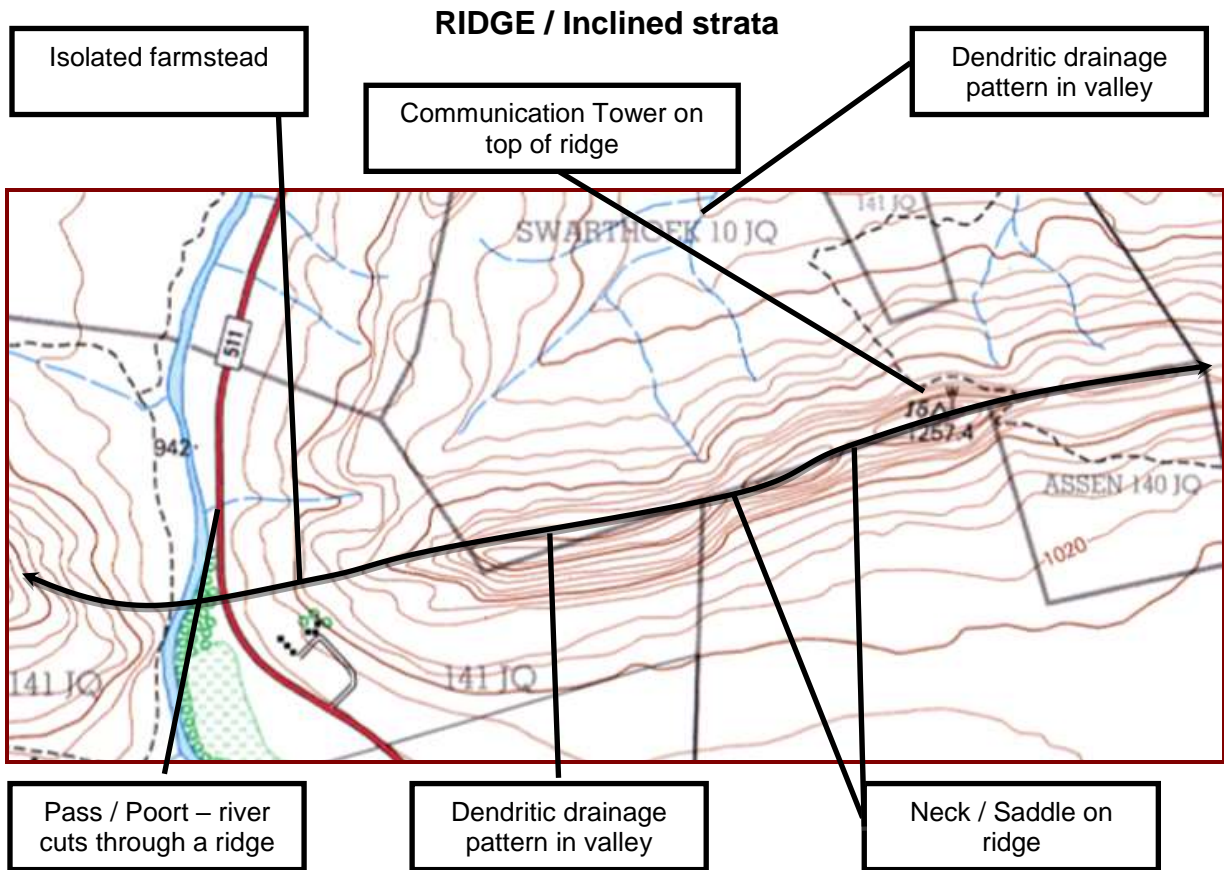 RIDGE / Inclined strata
Isolated farmstead
Communication Tower on
top of ridge
Dendritic drainage
pattern in valley
141 JQ
SWARTHOEK 10 JQ
511
942
1257.4
ASSEN 140 JQ
1020
141 JQ
141 JQ
Pass / Poort – river
cuts through a ridge
Dendritic drainage
pattern in valley
Neck / Saddle on
ridge